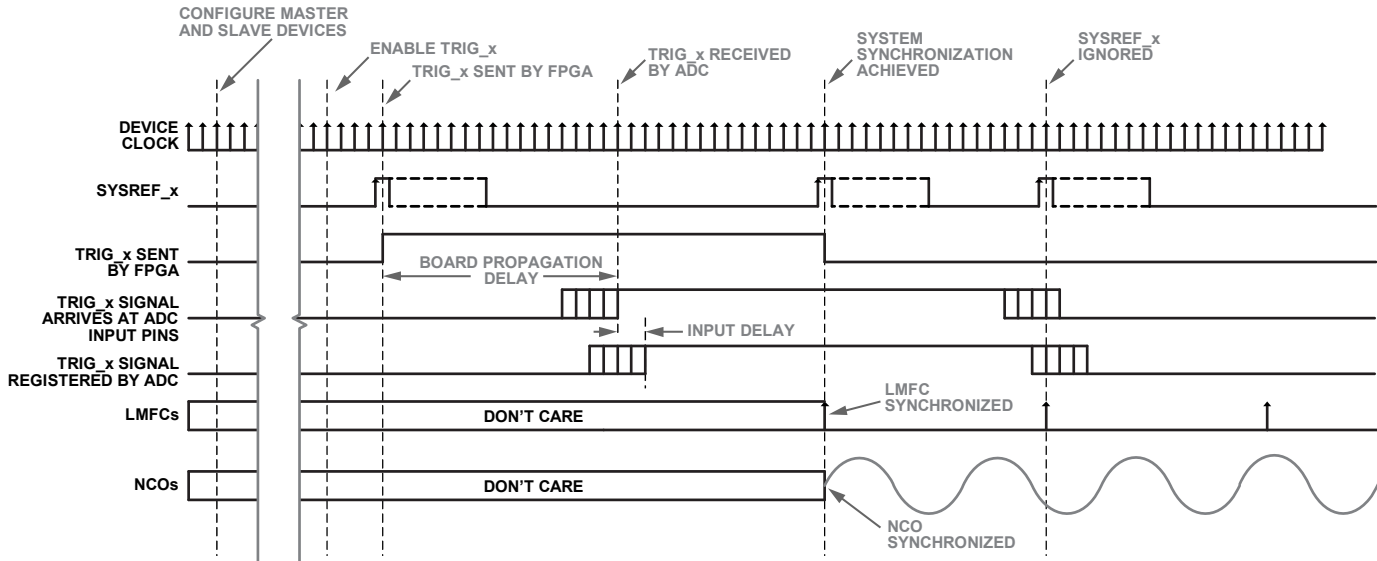 CONFIGURE MASTER
AND SLAVE DEVICES
ENABLE TRIG_x
TRIG_x SENT BY FPGA
TRIG_x RECEIVED
BY ADC
SYSTEM
SYNCHRONIZATION
ACHIEVED
SYSREF_x
IGNORED
DEVICE
CLOCK
SYSREF_x
TRIG_x SENT
BY FPGA
BOARD PROPAGATION
DELAY
TRIG_x SIGNAL
ARRIVES AT ADC
INPUT PINS
INPUT DELAY
TRIG_x SIGNAL
REGISTERED BY ADC
LMFCs
DON'T CARE
LMFC
SYNCHRONIZED
NCOs
DON'T CARE
NCO
SYNCHRONIZED